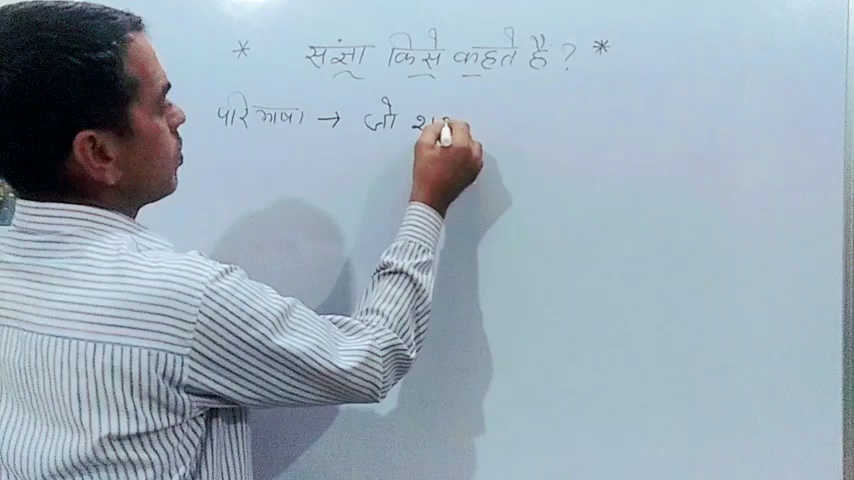 * संज्ञा किसे कहते है ? *
परिभाषा → जो